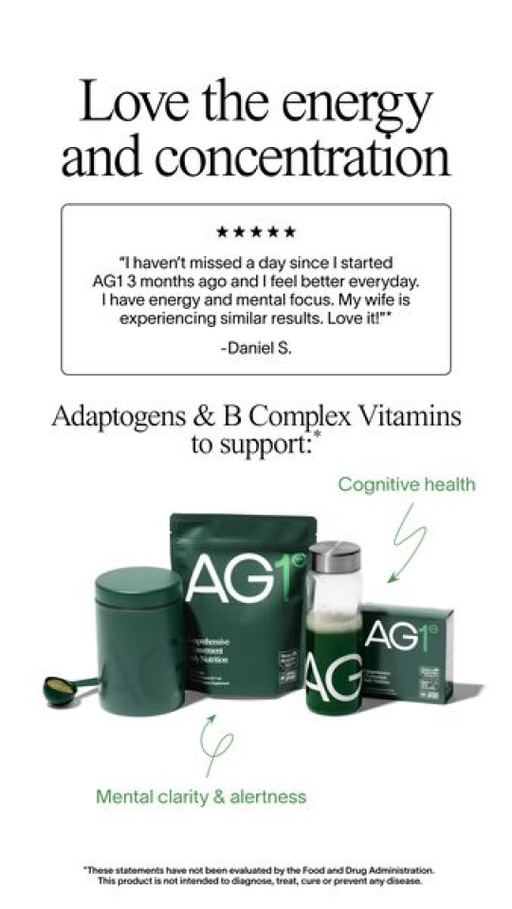 Love the energy
and concentration
★★★★★
"I haven't missed a day since I started
AG1 3 months ago and I feel better everyday.
I have energy and mental focus. My wife is
experiencing similar results. Love it!"*
-Daniel S.
Adaptogens & B Complex Vitamins
to support:*
Cognitive health
AG1
AG
AG1
Mental clarity & alertness
*These statements have not been evaluated by the Food and Drug Administration.
This product is not intended to diagnose, treat, cure or prevent any disease.